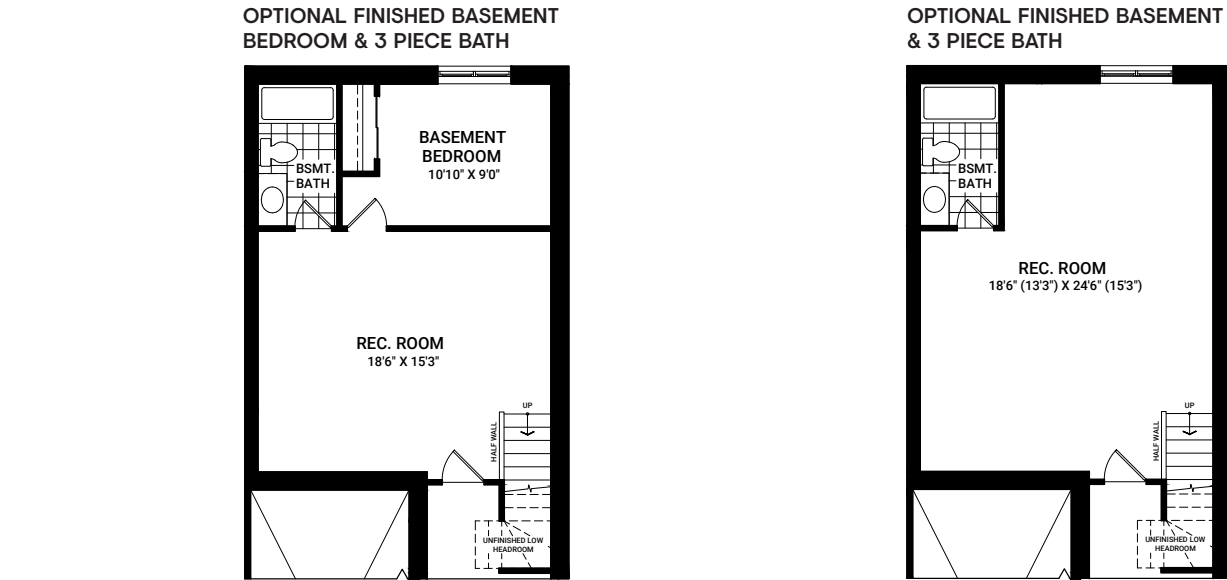 OPTIONAL FINISHED BASEMENT
BEDROOM & 3 PIECE BATH
BSMT.
BATH
BASEMENT
BEDROOM
10'10" X 9'0"
REC. ROOM
18'6" X 15'3"
UP
HALF WALL
UNFINISHED LOW
HEADROOM
OPTIONAL FINISHED BASEMENT
& 3 PIECE BATH
BSMT.
BATH
REC. ROOM
18'6" (13'3") X 24'6" (15'3")
UP
HALF WALL
UNFINISHED LOW
HEADROOM